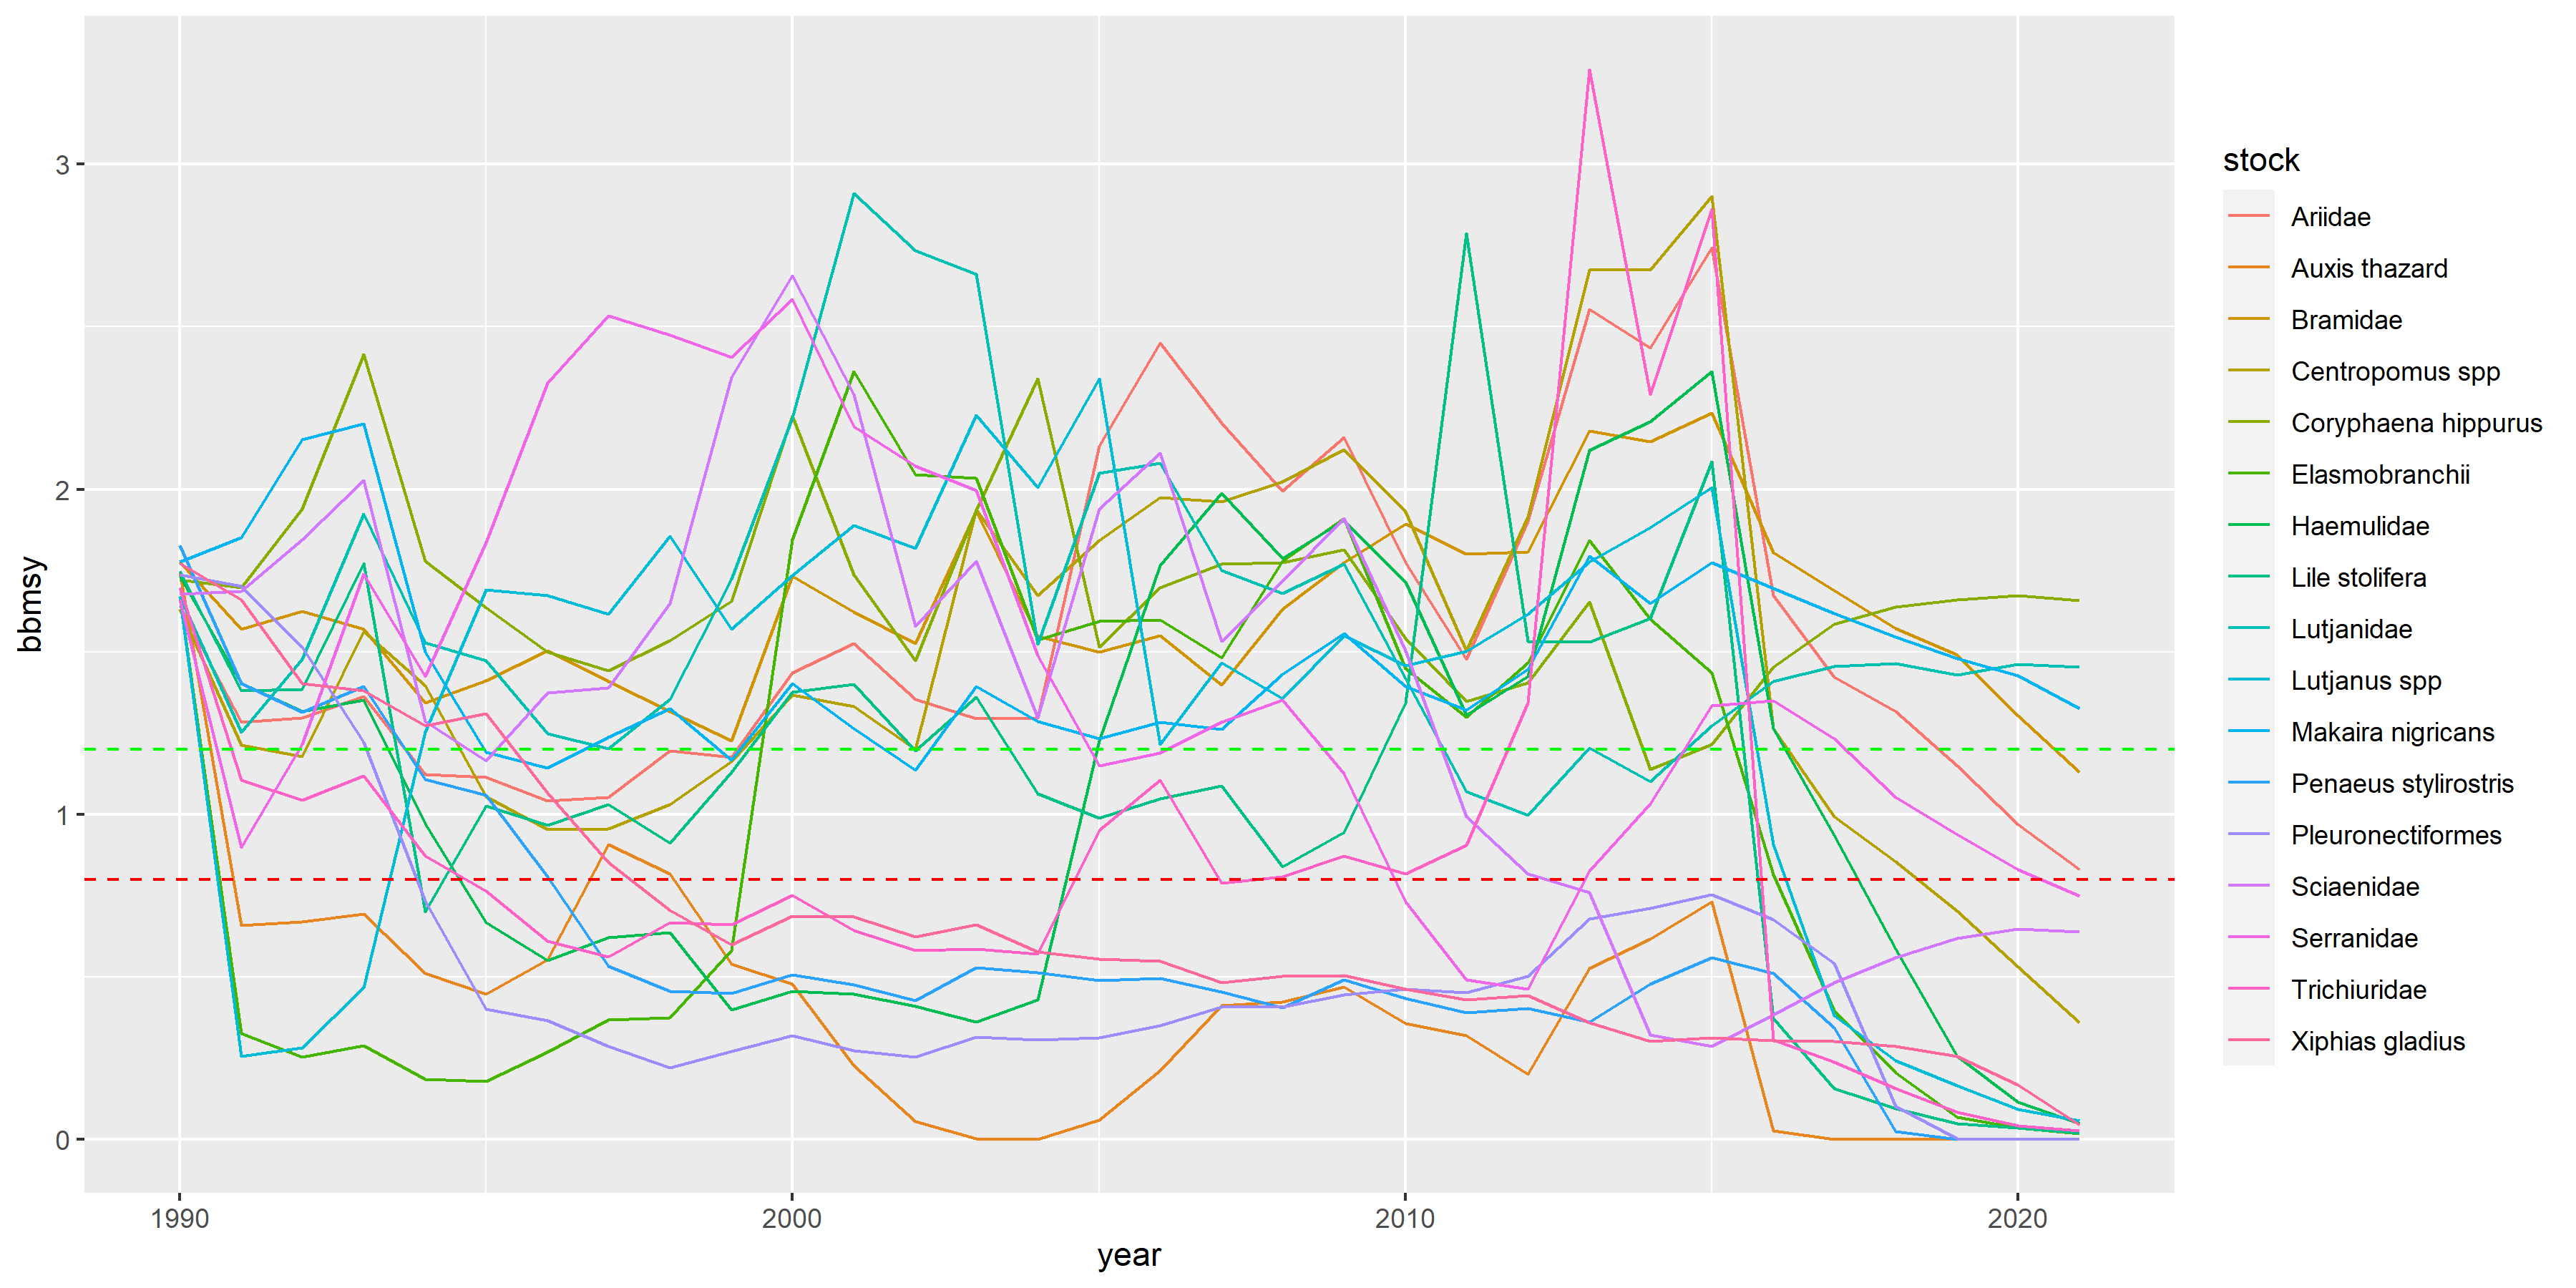 3
2
1
0
bbmsy
1990
2000
2010
2020
year
stock
Ariidae
Auxis thazard
Bramidae
Centropomus spp
Coryphaena hippurus
Elasmobranchii
Haemulidae
Lile stolifera
Lutjanidae
Lutjanus spp
Makaira nigricans
Penaeus stylirostris
Pleuronectiformes
Sciaenidae
Serranidae
Trichiuridae
Xiphias gladius